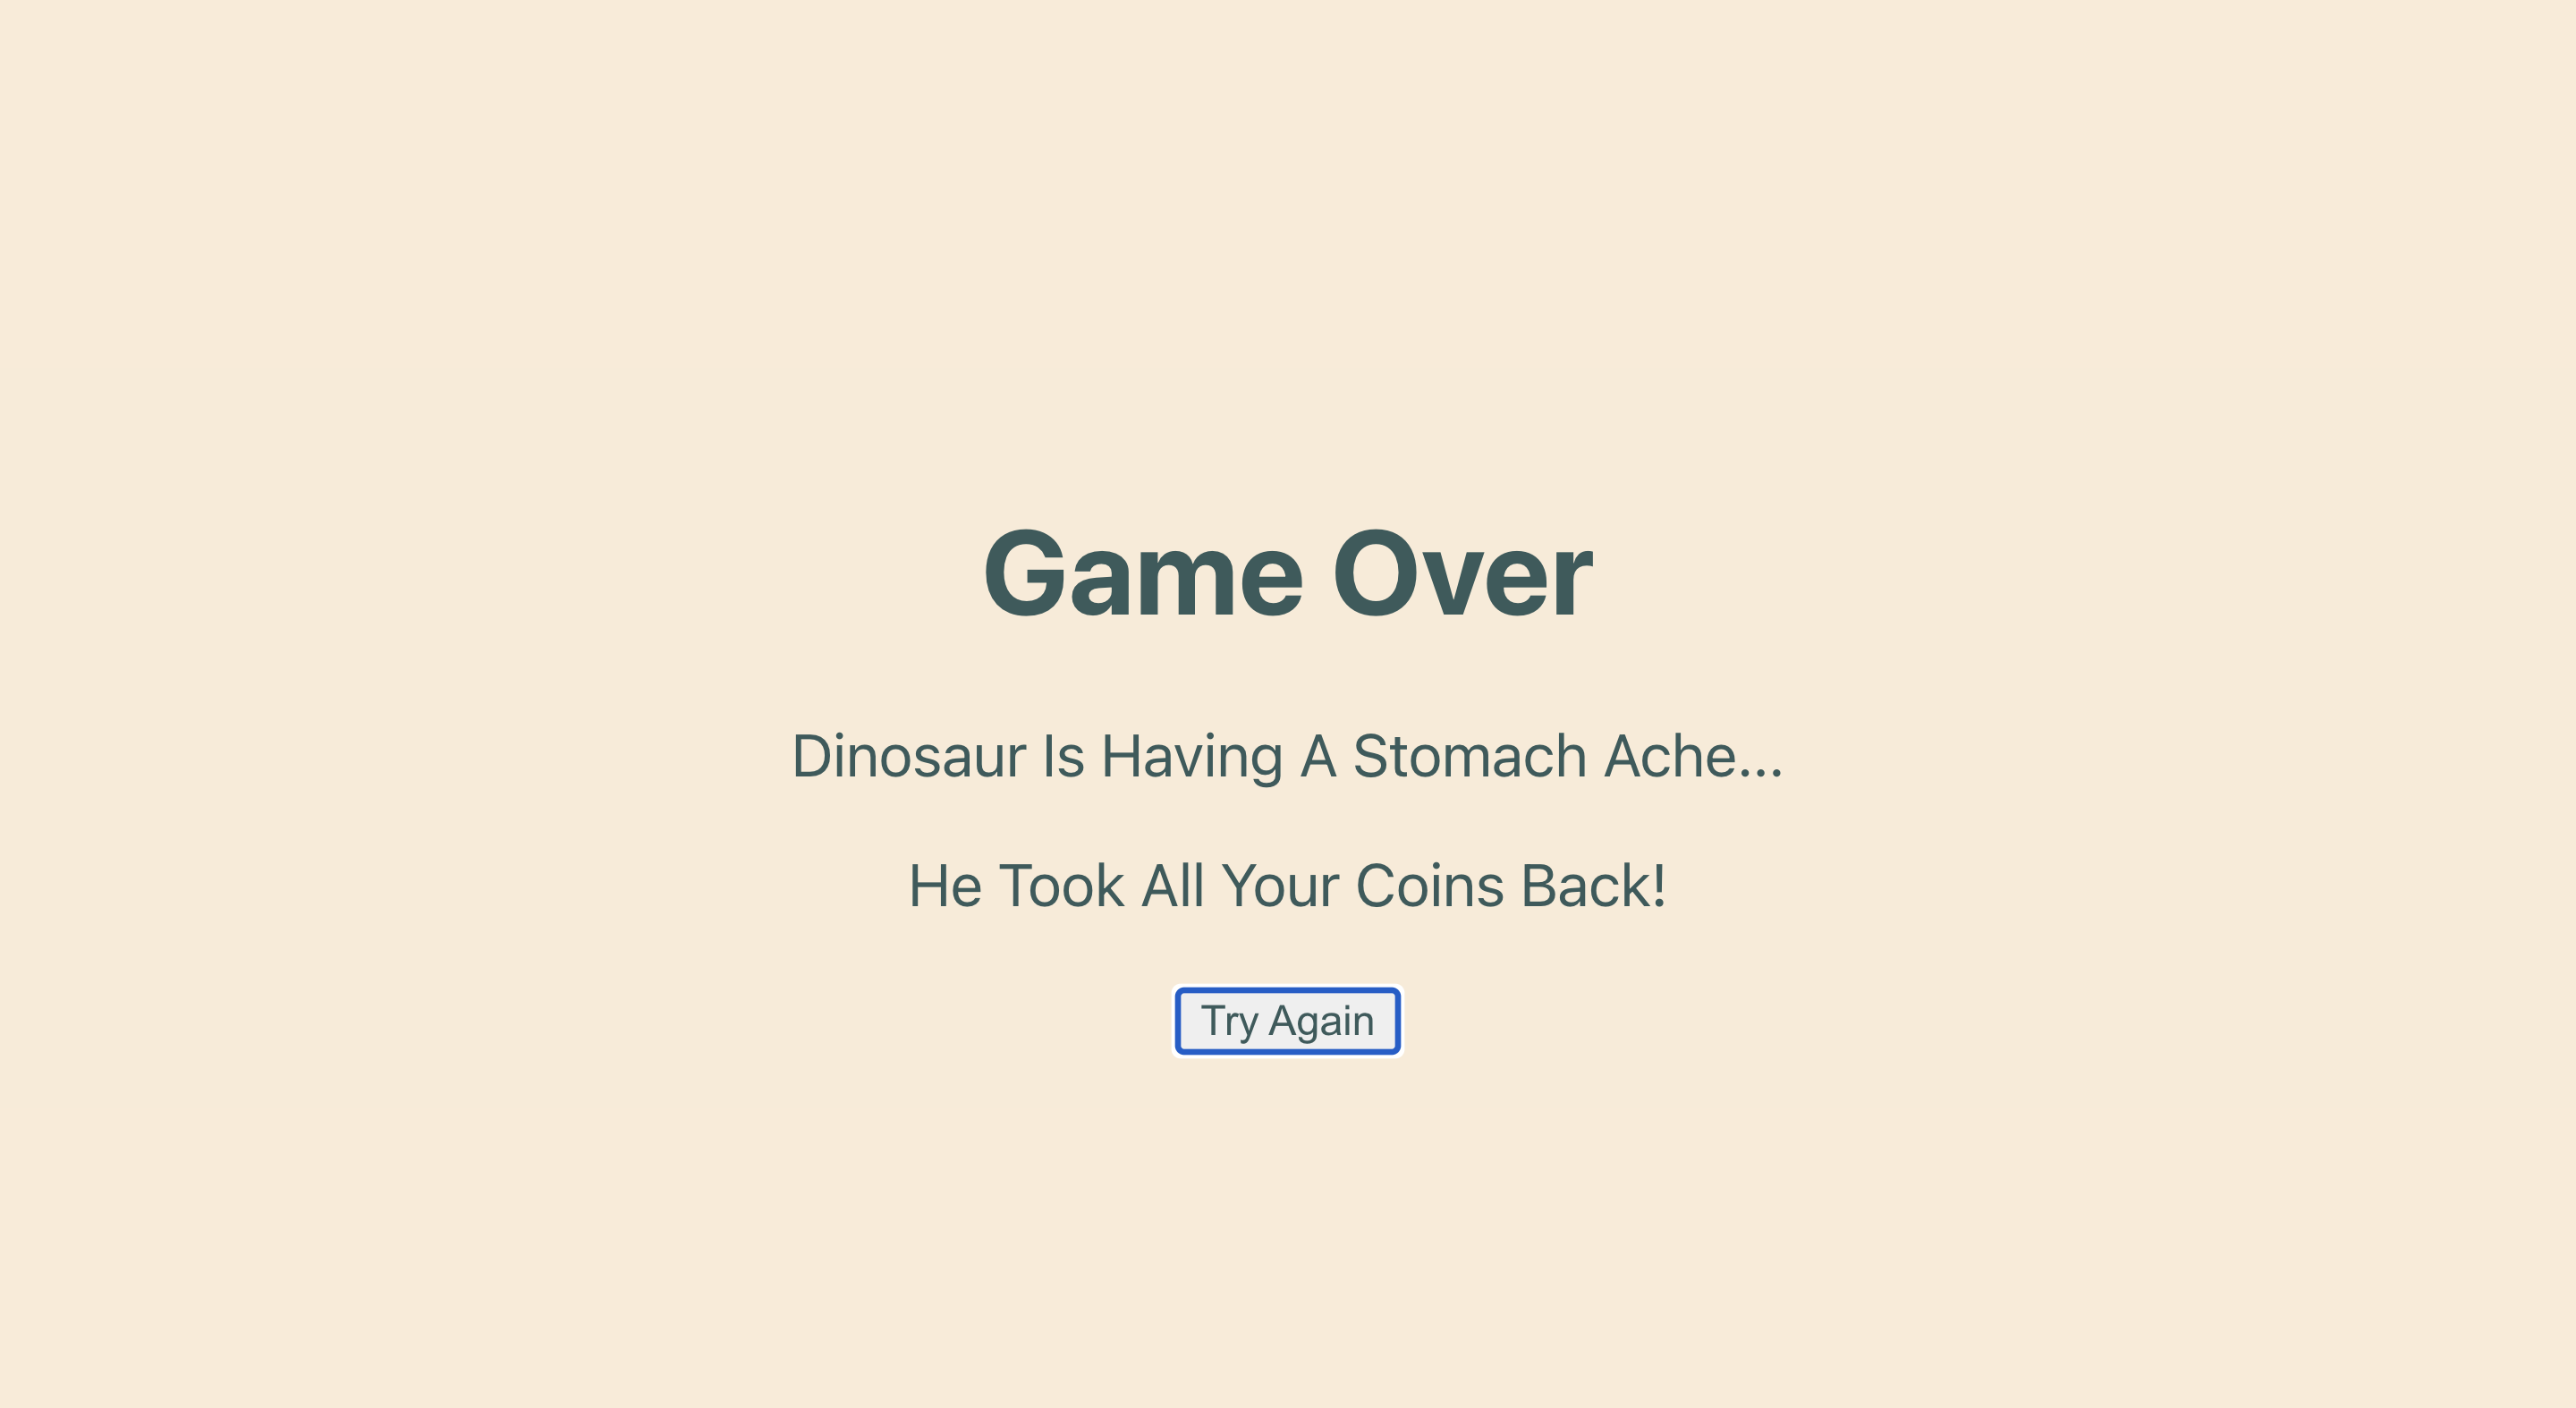 Game Over
Dinosaur Is Having A Stomach Ache...
He Took All Your Coins Back!
Try Again